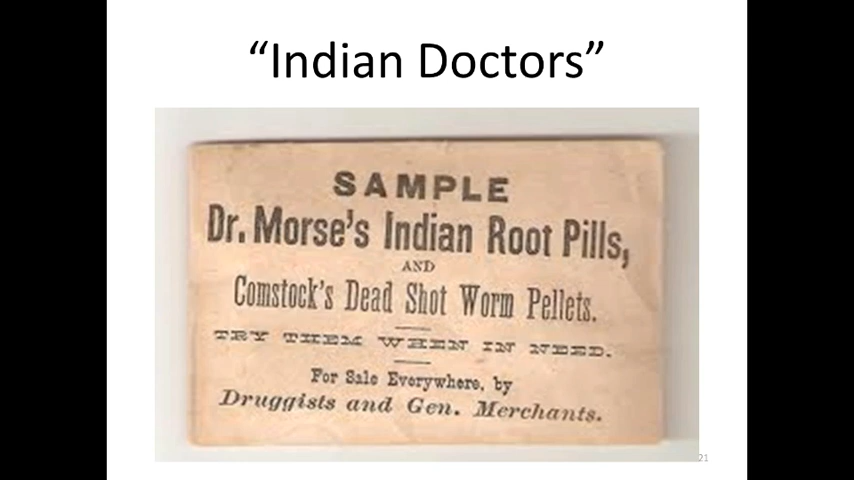 “Indian Doctors”
SAMPLE
Dr. Morse's Indian Root Pills,
AND
Comstock's Dead Shot Worm Pellets.
TRY THEM WHEN IN NEED.
For Sale Everywhere, by
Druggists and Gen. Merchants.
21